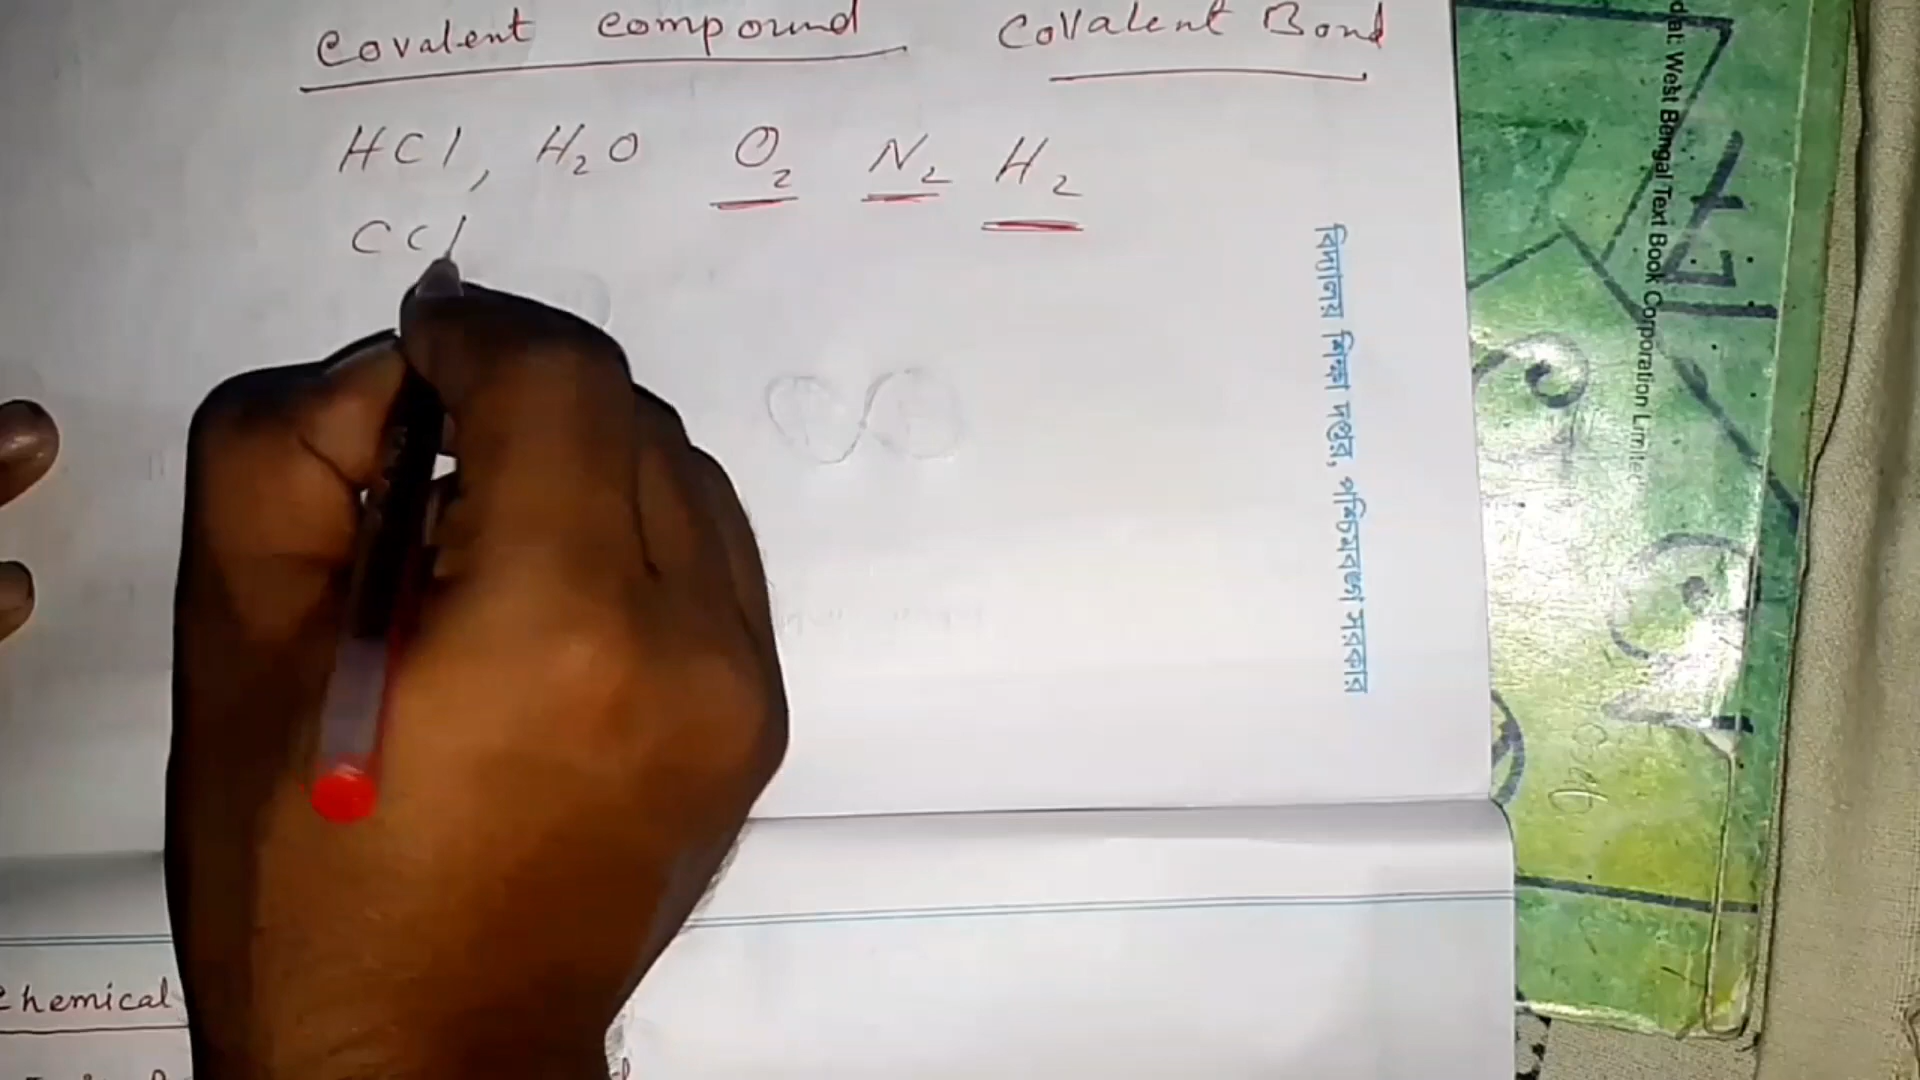 Covalent compound Covalent Bond
HCl, H₂O O₂ N₂ H₂
CCl
বিদ্যালয় শিক্ষা দপ্তর, পশ্চিমবঙ্গ সরকার
West Bengal Text Book Corporation Limited
Chemical